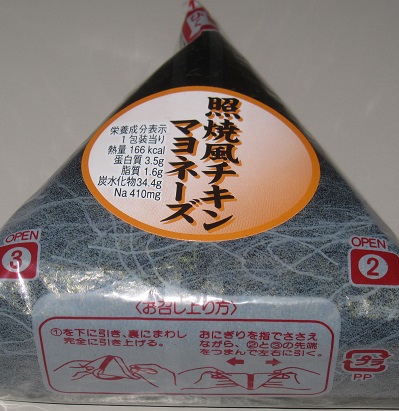 照焼風チキン
マヨネーズ
栄養成分表示
1包装当り
熱量 166 kcal
蛋白質 3.5g
脂質 1.6g
炭水化物34.4g
Na 410mg
OPEN
3
OPEN
2
〈お召し上り方〉
①を下に引き、裏にまわし
完全に引き上げる。
おにぎりを指でささえ
ながら、②と③の先端
をつまんで左右に引く。
プラ
PP